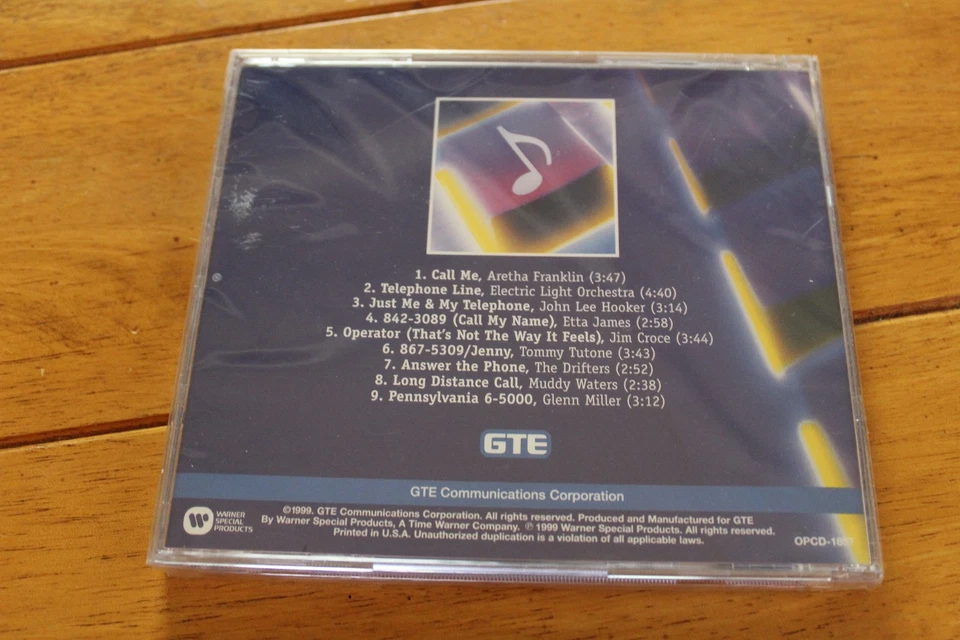 1. Call Me, Aretha Franklin (3:47)
2. Telephone Line, Electric Light Orchestra (4:40)
3. Just Me & My Telephone, John Lee Hooker (3:14)
4. 842-3089 (Call My Name), Etta James (2:58)
5. Operator (That's Not The Way It Feels), Jim Croce (3:44)
6. 867-5309/Jenny, Tommy Tutone (3:43)
7. Answer the Phone, The Drifters (2:52)
8. Long Distance Call, Muddy Waters (2:38)
9. Pennsylvania 6-5000, Glenn Miller (3:12)
GTE
GTE Communications Corporation
WARNER
SPECIAL
PRODUCTS
©1999. GTE Communications Corporation. All rights reserved. Produced and Manufactured for GTE
By Warner Special Products, A Time Warner Company. ℗ 1999 Warner Special Products. All rights reserved.
Printed in U.S.A. Unauthorized duplication is a violation of all applicable laws.